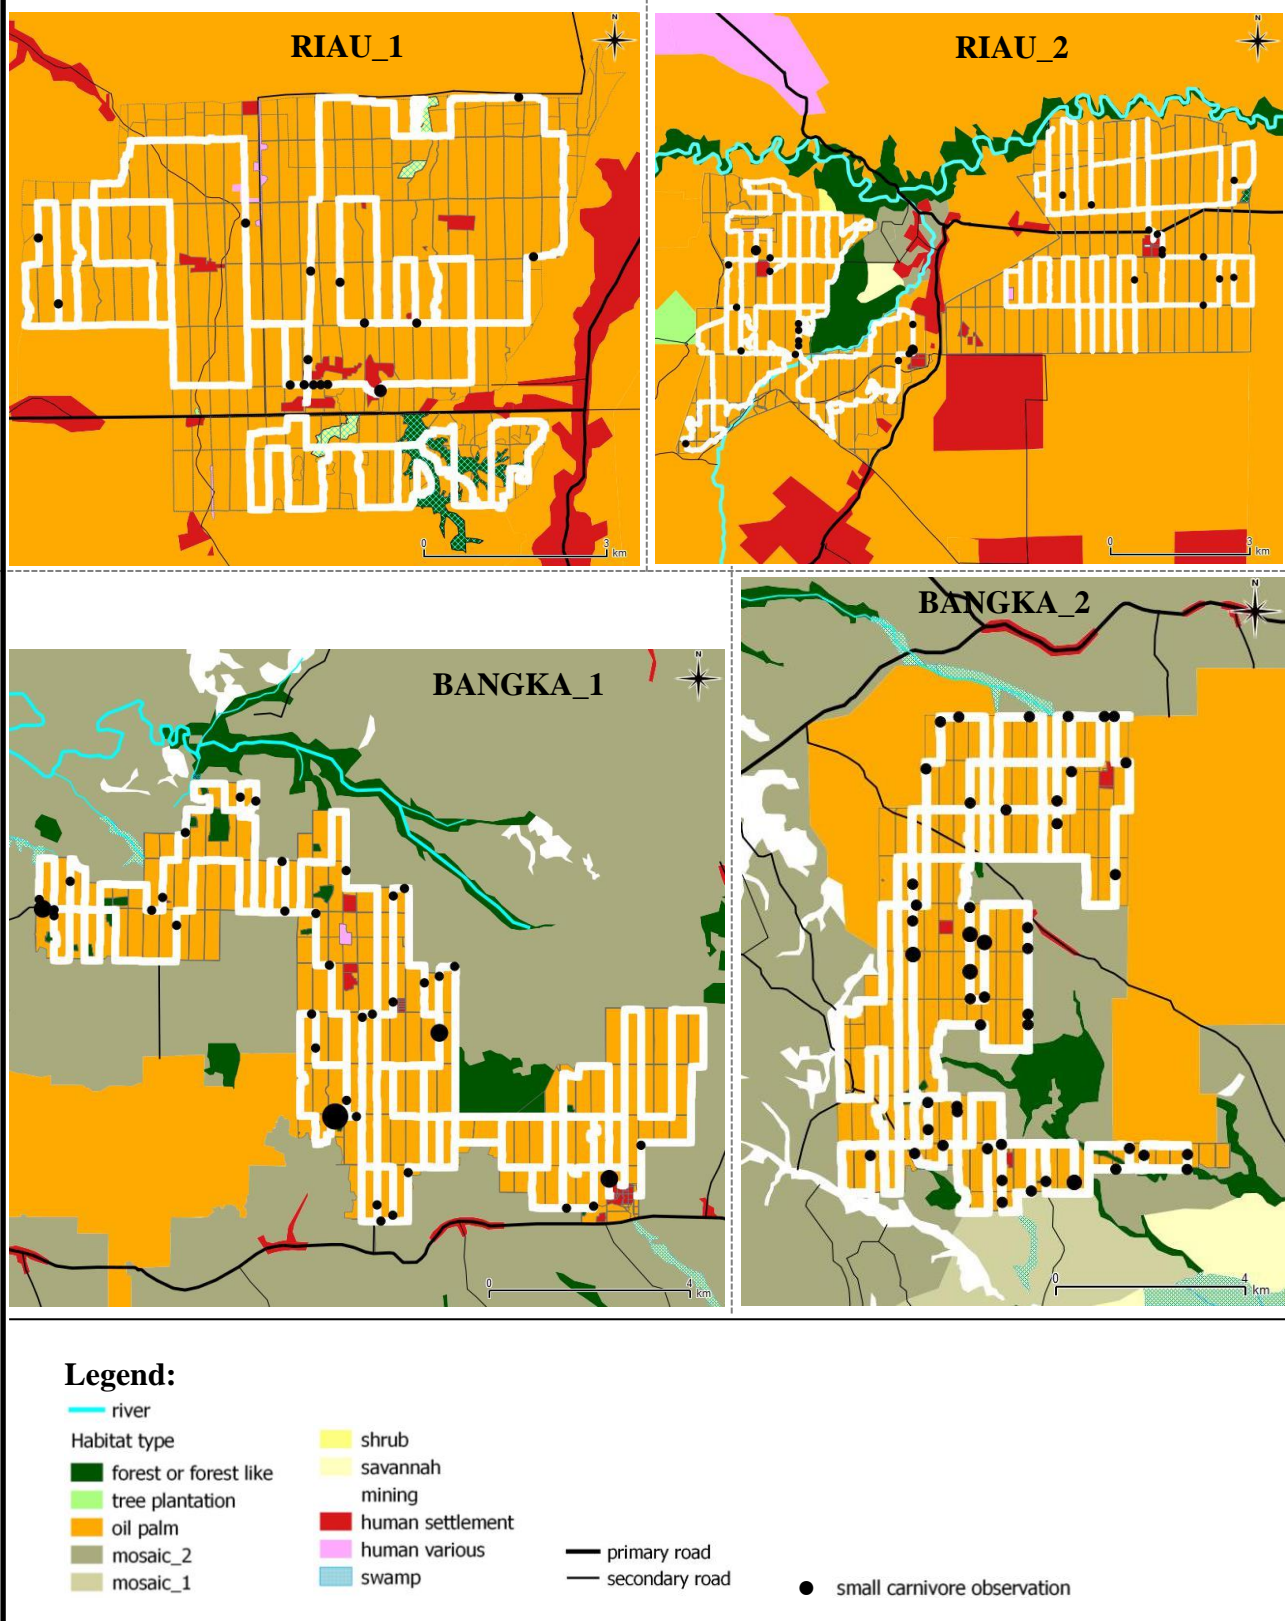 RIAU_1
N
0 3
km
RIAU_2
N
0 3
km
BANGKA_1
N
0 4
km
BANGKA_2
N
0 4
km
Legend:
river
Habitat type
forest or forest like
tree plantation
oil palm
mosaic_2
mosaic_1
shrub
savannah
mining
human settlement
human various
swamp
primary road
secondary road
small carnivore observation